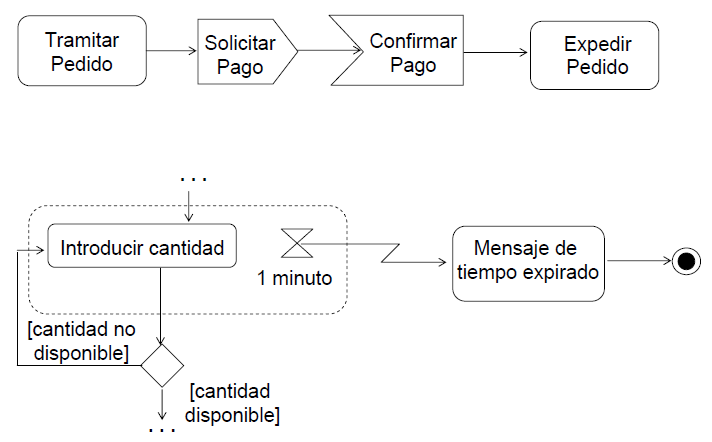 Tramitar
Pedido
Solicitar
Pago
Confirmar
Pago
Expedir
Pedido
. . .
Introducir cantidad
1 minuto
Mensaje de
tiempo expirado
[cantidad no
disponible]
[cantidad
disponible]
. . .